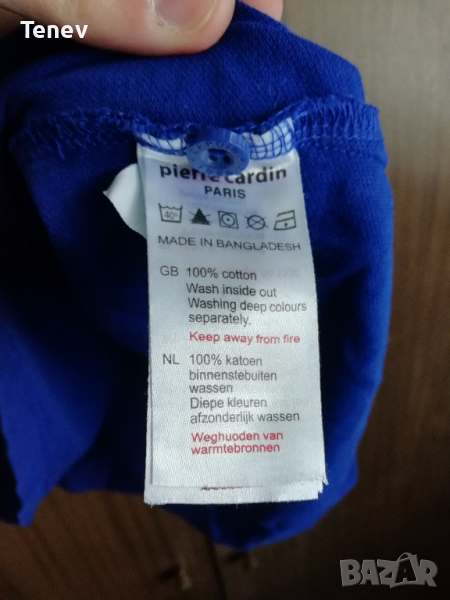 Tenev
pierre cardin
PARIS
40°
MADE IN BANGLADESH
GB 100% cotton
Wash inside out
Washing deep colours
separately.
Keep away from fire
NL 100% katoen
binnenstebuiten
wassen
Diepe kleuren
afzonderlijk wassen
Weghuoden van
warmtebronnen
BAZAR